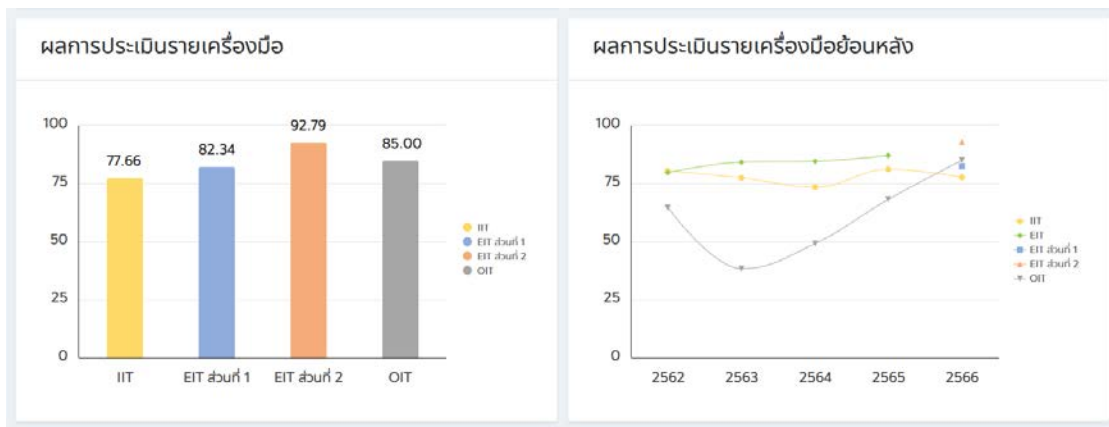 ผลการประเมินรายเครื่องมือ
100
75
50
25
0
77.66
82.34
92.79
85.00
IIT
EIT ส่วนที่ 1
EIT ส่วนที่ 2
OIT
IIT
EIT ส่วนที่ 1
EIT ส่วนที่ 2
OIT
ผลการประเมินรายเครื่องมือย้อนหลัง
100
75
50
25
0
2562
2563
2564
2565
2566
IIT
EIT
EIT ส่วนที่ 1
EIT ส่วนที่ 2
OIT